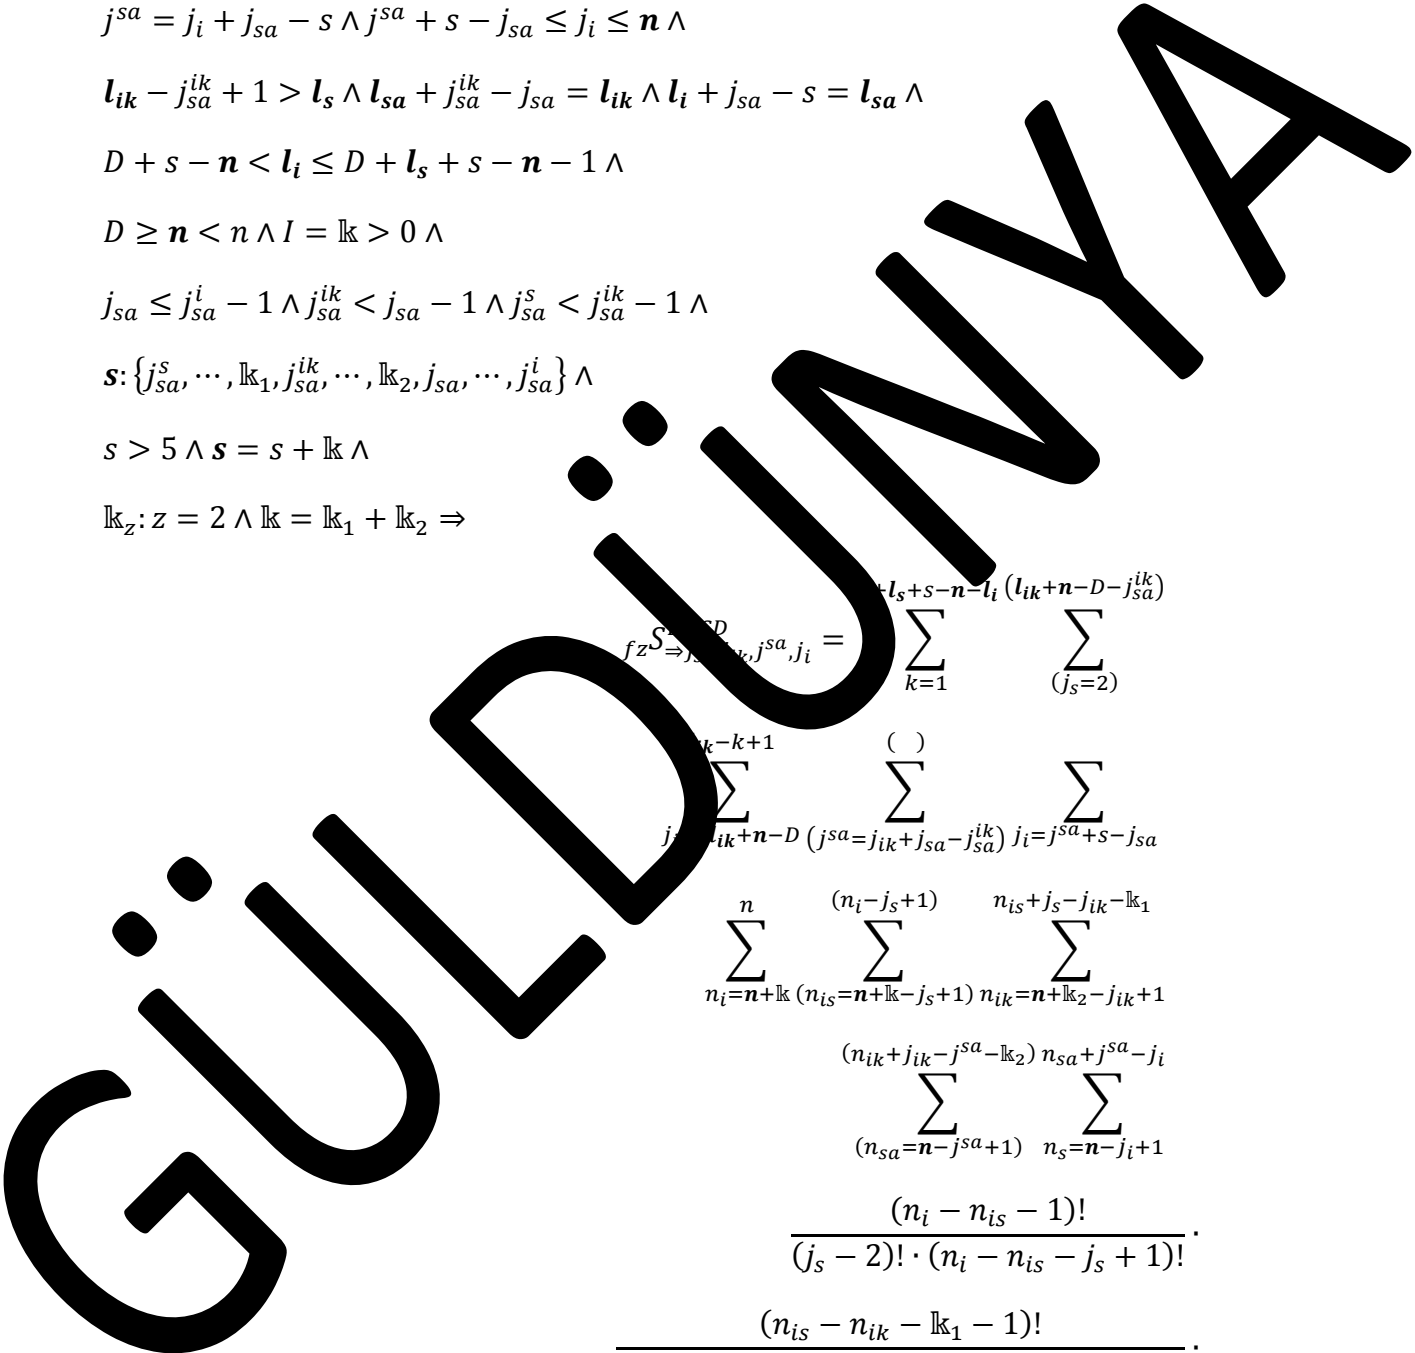 j^{sa} = j_i + j_{sa} − s ∧ j^{sa} + s − j_{sa} ≤ j_i ≤ 𝒏 ∧
𝒍_{𝒊𝒌} − j_{sa}^{ik} + 1 > 𝒍_𝒔 ∧ 𝒍_{𝒔𝒂} + j_{sa}^{ik} − j_{sa} = 𝒍_{𝒊𝒌} ∧ 𝒍_𝒊 + j_{sa} − s = 𝒍_{𝒔𝒂} ∧
D + s − 𝒏 < 𝒍_𝒊 ≤ D + 𝒍_𝒔 + s − 𝒏 − 1 ∧
D ≥ 𝒏 < n ∧ I = 𝕜 > 0 ∧
j_{sa} ≤ j_{sa}^{i} − 1 ∧ j_{sa}^{ik} < j_{sa} − 1 ∧ j_{sa}^{s} < j_{sa}^{ik} − 1 ∧
𝒔: {j_{sa}^{s}, ⋯ , 𝕜_1, j_{sa}^{ik}, ⋯ , 𝕜_2, j_{sa}, ⋯ , j_{sa}^{i}} ∧
s > 5 ∧ 𝒔 = s + 𝕜 ∧
𝕜_z: z = 2 ∧ 𝕜 = 𝕜_1 + 𝕜_2 ⇒
+𝒍_𝒔+s−𝒏−𝒍_𝒊 (𝒍_{𝒊𝒌}+𝒏−D−j_{sa}^{ik})
_{fz}S ,j^{sa},j_i = ∑ ∑
k=1 (j_s=2)
−k+1 ( )
∑ ∑ ∑
+𝒏−D (j^{sa}=j_{ik}+j_{sa}−j_{sa}^{ik}) j_i=j^{sa}+s−j_{sa}
n (n_i−j_s+1) n_{is}+j_s−j_{ik}−𝕜_1
∑ ∑ ∑
n_i=𝒏+𝕜 (n_{is}=𝒏+𝕜−j_s+1) n_{ik}=𝒏+𝕜_2−j_{ik}+1
(n_{ik}+j_{ik}−j^{sa}−𝕜_2) n_{sa}+j^{sa}−j_i
∑ ∑
(n_{sa}=𝒏−j^{sa}+1) n_s=𝒏−j_i+1
(n_i − n_{is} − 1)!
(j_s − 2)! · (n_i − n_{is} − j_s + 1)! ·
(n_{is} − n_{ik} − 𝕜_1 − 1)! ·
GÜLDÜNYA